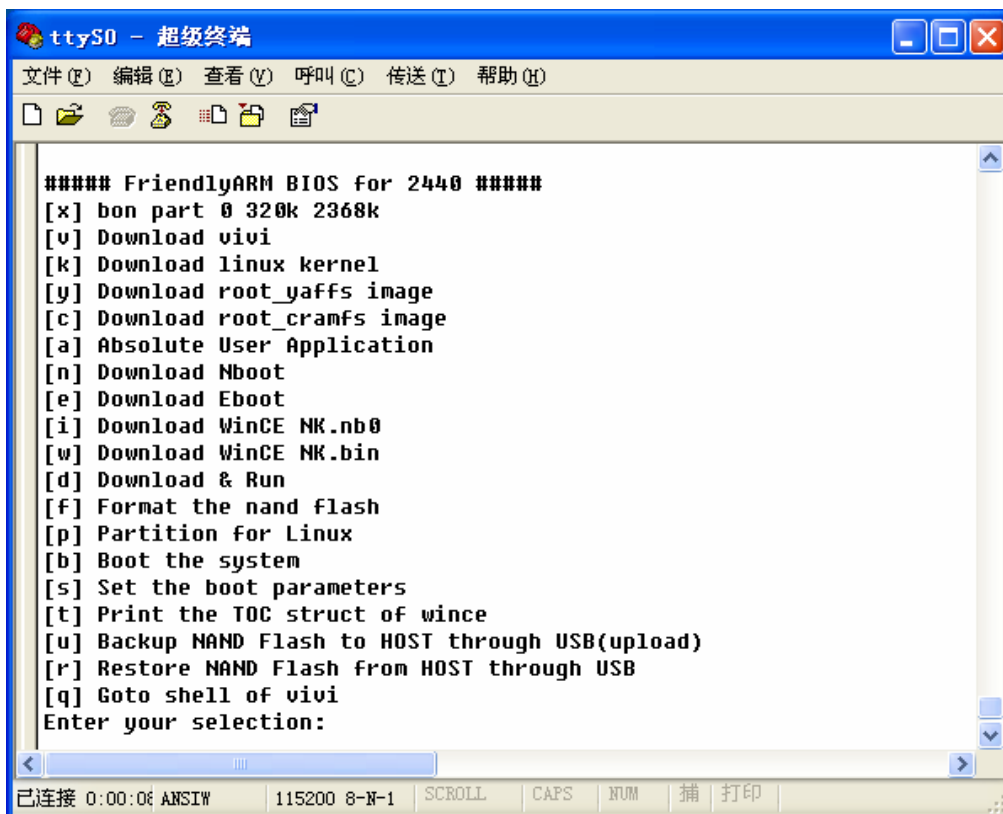 ttyS0 - 超级终端
文件(F) 编辑(E) 查看(V) 呼叫(C) 传送(T) 帮助(H)
##### FriendlyARM BIOS for 2440 #####
[x] bon part 0 320k 2368k
[v] Download vivi
[k] Download linux kernel
[y] Download root_yaffs image
[c] Download root_cramfs image
[a] Absolute User Application
[n] Download Nboot
[e] Download Eboot
[i] Download WinCE NK.nb0
[w] Download WinCE NK.bin
[d] Download & Run
[f] Format the nand flash
[p] Partition for Linux
[b] Boot the system
[s] Set the boot parameters
[t] Print the TOC struct of wince
[u] Backup NAND Flash to HOST through USB(upload)
[r] Restore NAND Flash from HOST through USB
[q] Goto shell of vivi
Enter your selection:
已连接 0:00:08 ANSIW 115200 8-N-1 SCROLL CAPS NUM 捕 打印